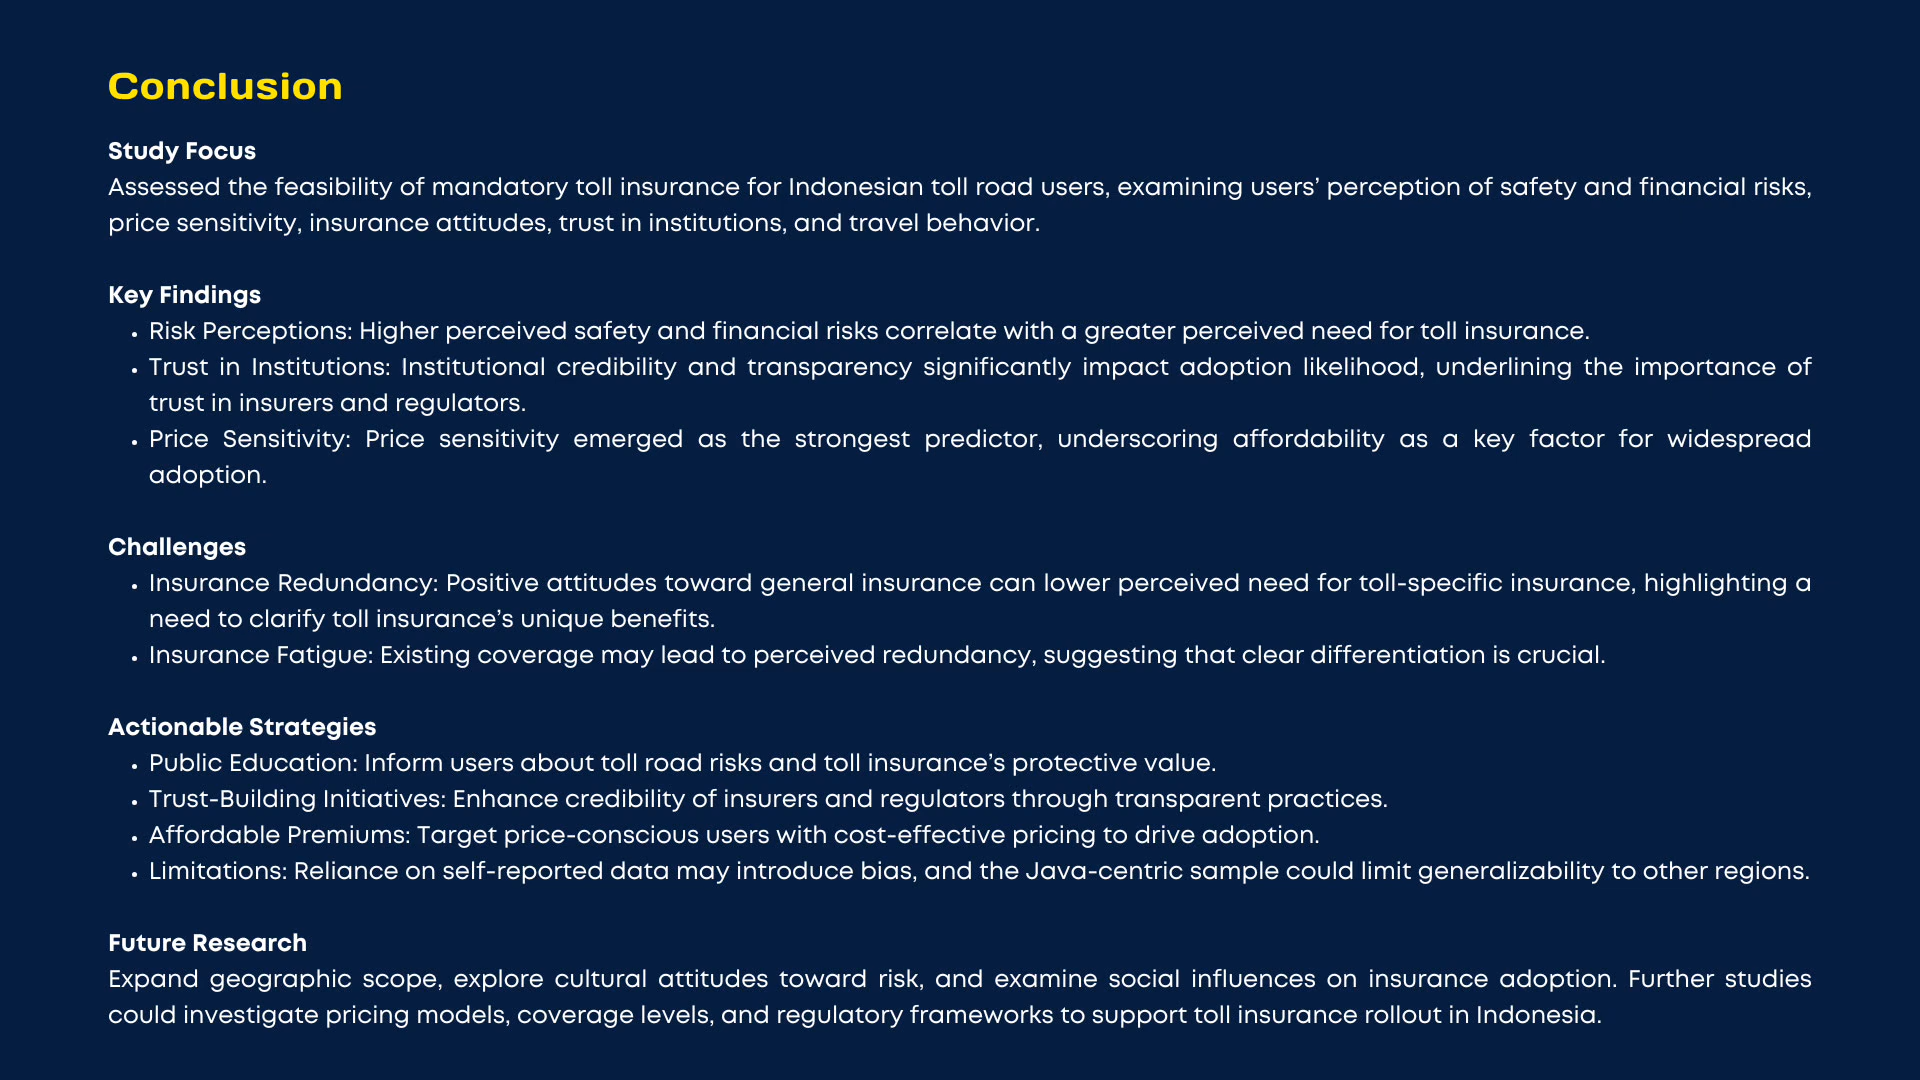 Conclusion
Study Focus
Assessed the feasibility of mandatory toll insurance for Indonesian toll road users, examining users’ perception of safety and financial risks,
price sensitivity, insurance attitudes, trust in institutions, and travel behavior.
Key Findings
• Risk Perceptions: Higher perceived safety and financial risks correlate with a greater perceived need for toll insurance.
• Trust in Institutions: Institutional credibility and transparency significantly impact adoption likelihood, underlining the importance of
trust in insurers and regulators.
• Price Sensitivity: Price sensitivity emerged as the strongest predictor, underscoring affordability as a key factor for widespread
adoption.
Challenges
• Insurance Redundancy: Positive attitudes toward general insurance can lower perceived need for toll-specific insurance, highlighting a
need to clarify toll insurance’s unique benefits.
• Insurance Fatigue: Existing coverage may lead to perceived redundancy, suggesting that clear differentiation is crucial.
Actionable Strategies
• Public Education: Inform users about toll road risks and toll insurance’s protective value.
• Trust-Building Initiatives: Enhance credibility of insurers and regulators through transparent practices.
• Affordable Premiums: Target price-conscious users with cost-effective pricing to drive adoption.
• Limitations: Reliance on self-reported data may introduce bias, and the Java-centric sample could limit generalizability to other regions.
Future Research
Expand geographic scope, explore cultural attitudes toward risk, and examine social influences on insurance adoption. Further studies
could investigate pricing models, coverage levels, and regulatory frameworks to support toll insurance rollout in Indonesia.